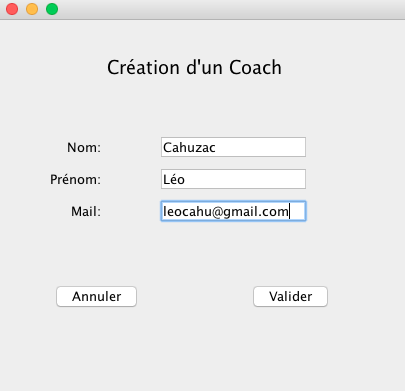 Création d'un Coach
Nom: Cahuzac
Prénom: Léo
Mail: leocahu@gmail.com
Annuler Valider